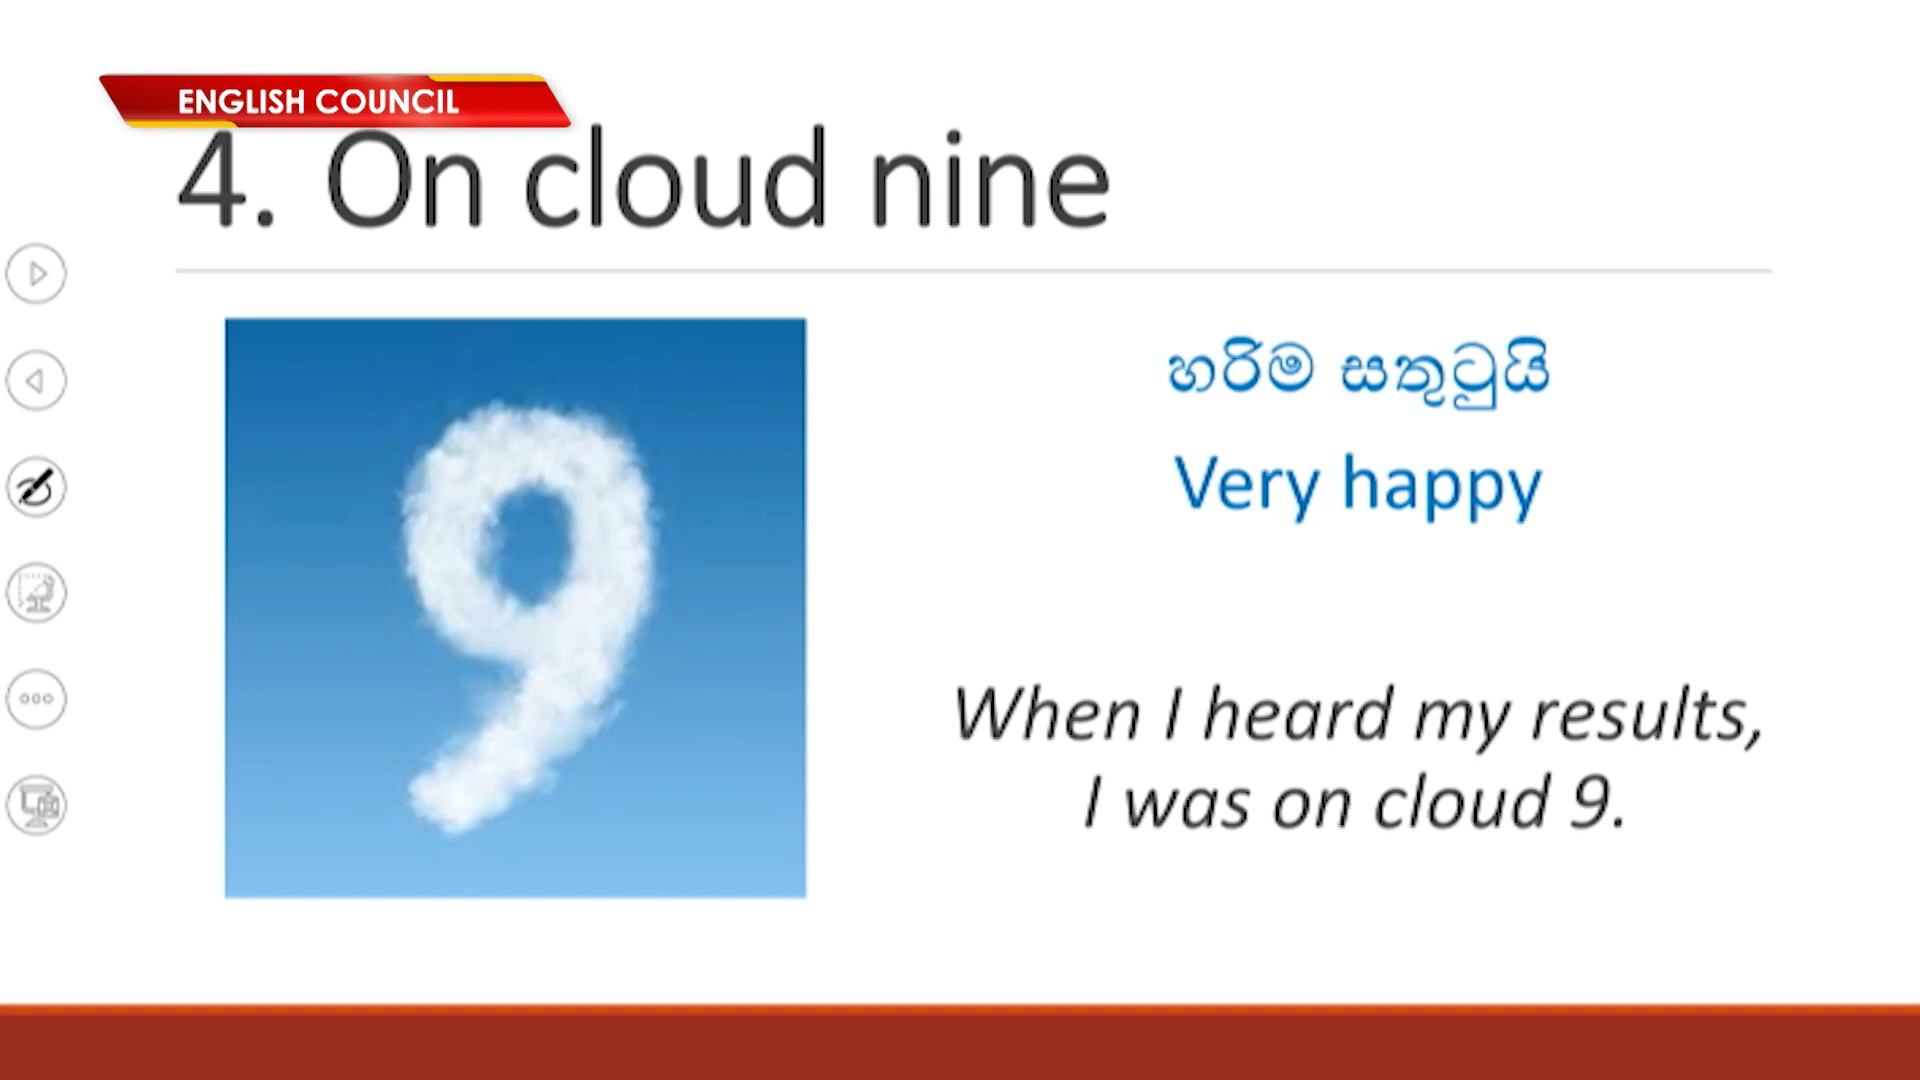 ENGLISH COUNCIL
4. On cloud nine
හරිම සතුටුයි
Very happy
When I heard my results,
I was on cloud 9.